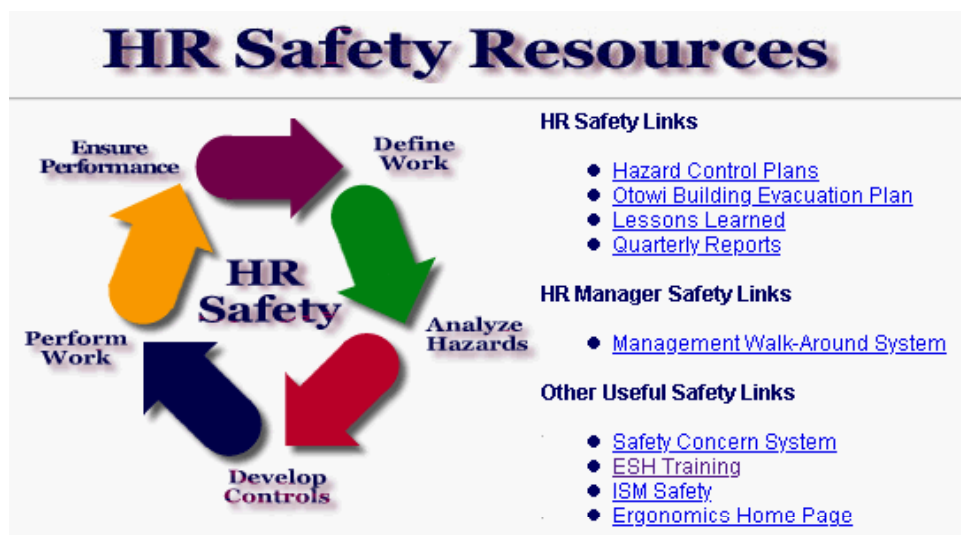 HR Safety Resources
Ensure
Performance
Define
Work
HR
Safety
Analyze
Hazards
Perform
Work
Develop
Controls
HR Safety Links
Hazard Control Plans
Otowi Building Evacuation Plan
Lessons Learned
Quarterly Reports
HR Manager Safety Links
Management Walk-Around System
Other Useful Safety Links
Safety Concern System
ESH Training
ISM Safety
Ergonomics Home Page